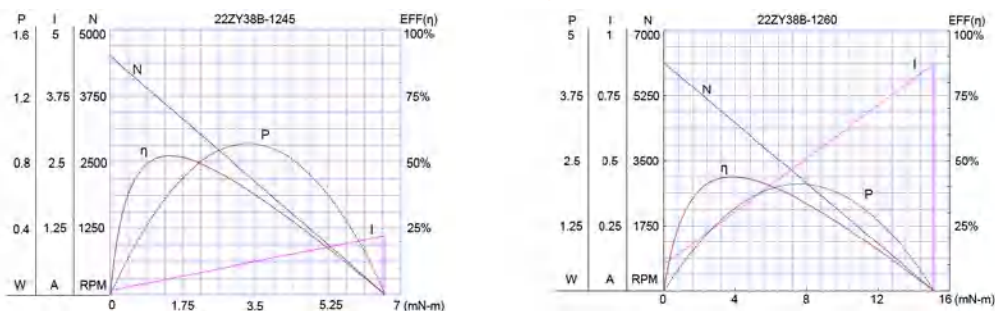 P I N 22ZY38B-1245 EFF(η)
1.6 5 5000 100%
N
1.2 3.75 3750 75%
P
η
0.8 2.5 2500 50%
0.4 1.25 1250 25%
I
W A RPM
0 1.75 3.5 5.25 7 (mN-m)
P I N 22ZY38B-1260 EFF(η)
5 1 7000 100%
I
N
3.75 0.75 5250 75%
2.5 0.5 3500 50%
η
P
1.25 0.25 1750 25%
W A RPM
0 4 8 12 16 (mN-m)